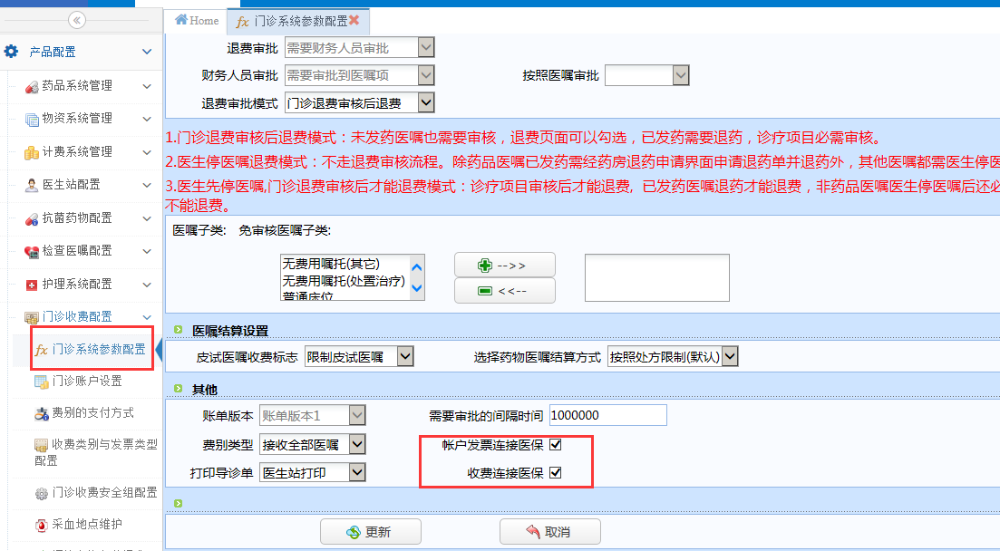 Home
门诊系统参数配置
产品配置
药品系统管理
物资系统管理
计费系统管理
医生站配置
抗菌药物配置
检查医嘱配置
护理系统配置
门诊收费配置
门诊系统参数配置
门诊账户设置
费别的支付方式
收费类别与发票类型
配置
门诊收费安全组配置
采血地点维护
退费审批 需要财务人员审批
财务人员审批 需要审批到医嘱项 按照医嘱审批
退费审批模式 门诊退费审核后退费
1.门诊退费审核后退费模式：未发药医嘱也需要审核，退费页面可以勾选，已发药需要退药，诊疗项目必需审核。
2.医生停医嘱退费模式：不走退费审核流程。除药品医嘱已发药需经药房退药申请界面申请退药单并退药外，其他医嘱都需医生停医
3.医生先停医嘱,门诊退费审核后才能退费模式：诊疗项目审核后才能退费, 已发药医嘱退药才能退费，非药品医嘱医生停医嘱后还必
不能退费。
医嘱子类: 免审核医嘱子类:
无费用嘱托(其它)
无费用嘱托(处置治疗)
普通床位
-->>
<<--
医嘱结算设置
皮试医嘱收费标志 限制皮试医嘱 选择药物医嘱结算方式 按照处方限制(默认)
其他
账单版本 账单版本1 需要审批的间隔时间 1000000
费别类型 接收全部医嘱 帐户发票连接医保
打印导诊单 医生站打印 收费连接医保
更新 取消